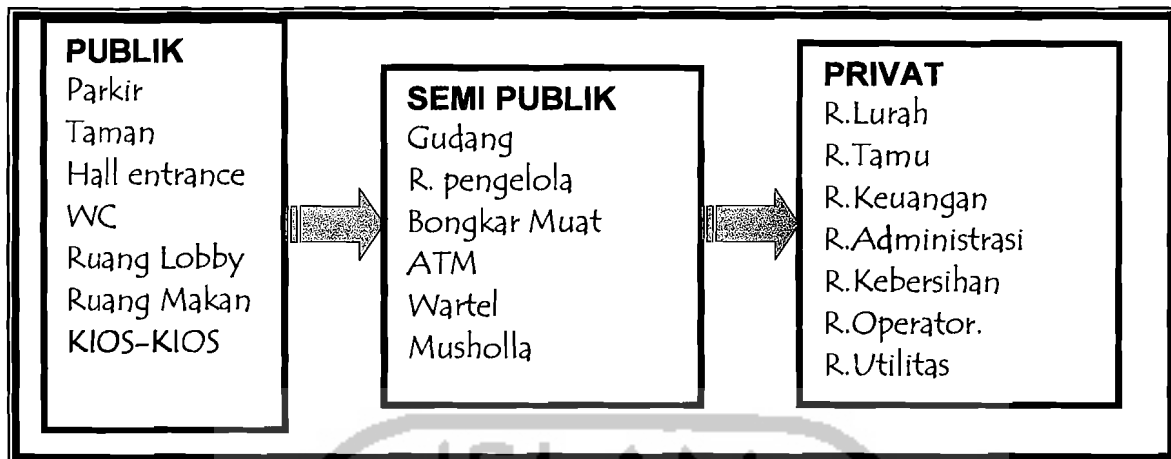 PUBLIK
Parkir
Taman
Hall entrance
WC
Ruang Lobby
Ruang Makan
KIOS-KIOS
SEMI PUBLIK
Gudang
R. pengelola
Bongkar Muat
ATM
Wartel
Musholla
PRIVAT
R.Lurah
R.Tamu
R.Keuangan
R.Administrasi
R.Kebersihan
R.Operator.
R.Utilitas